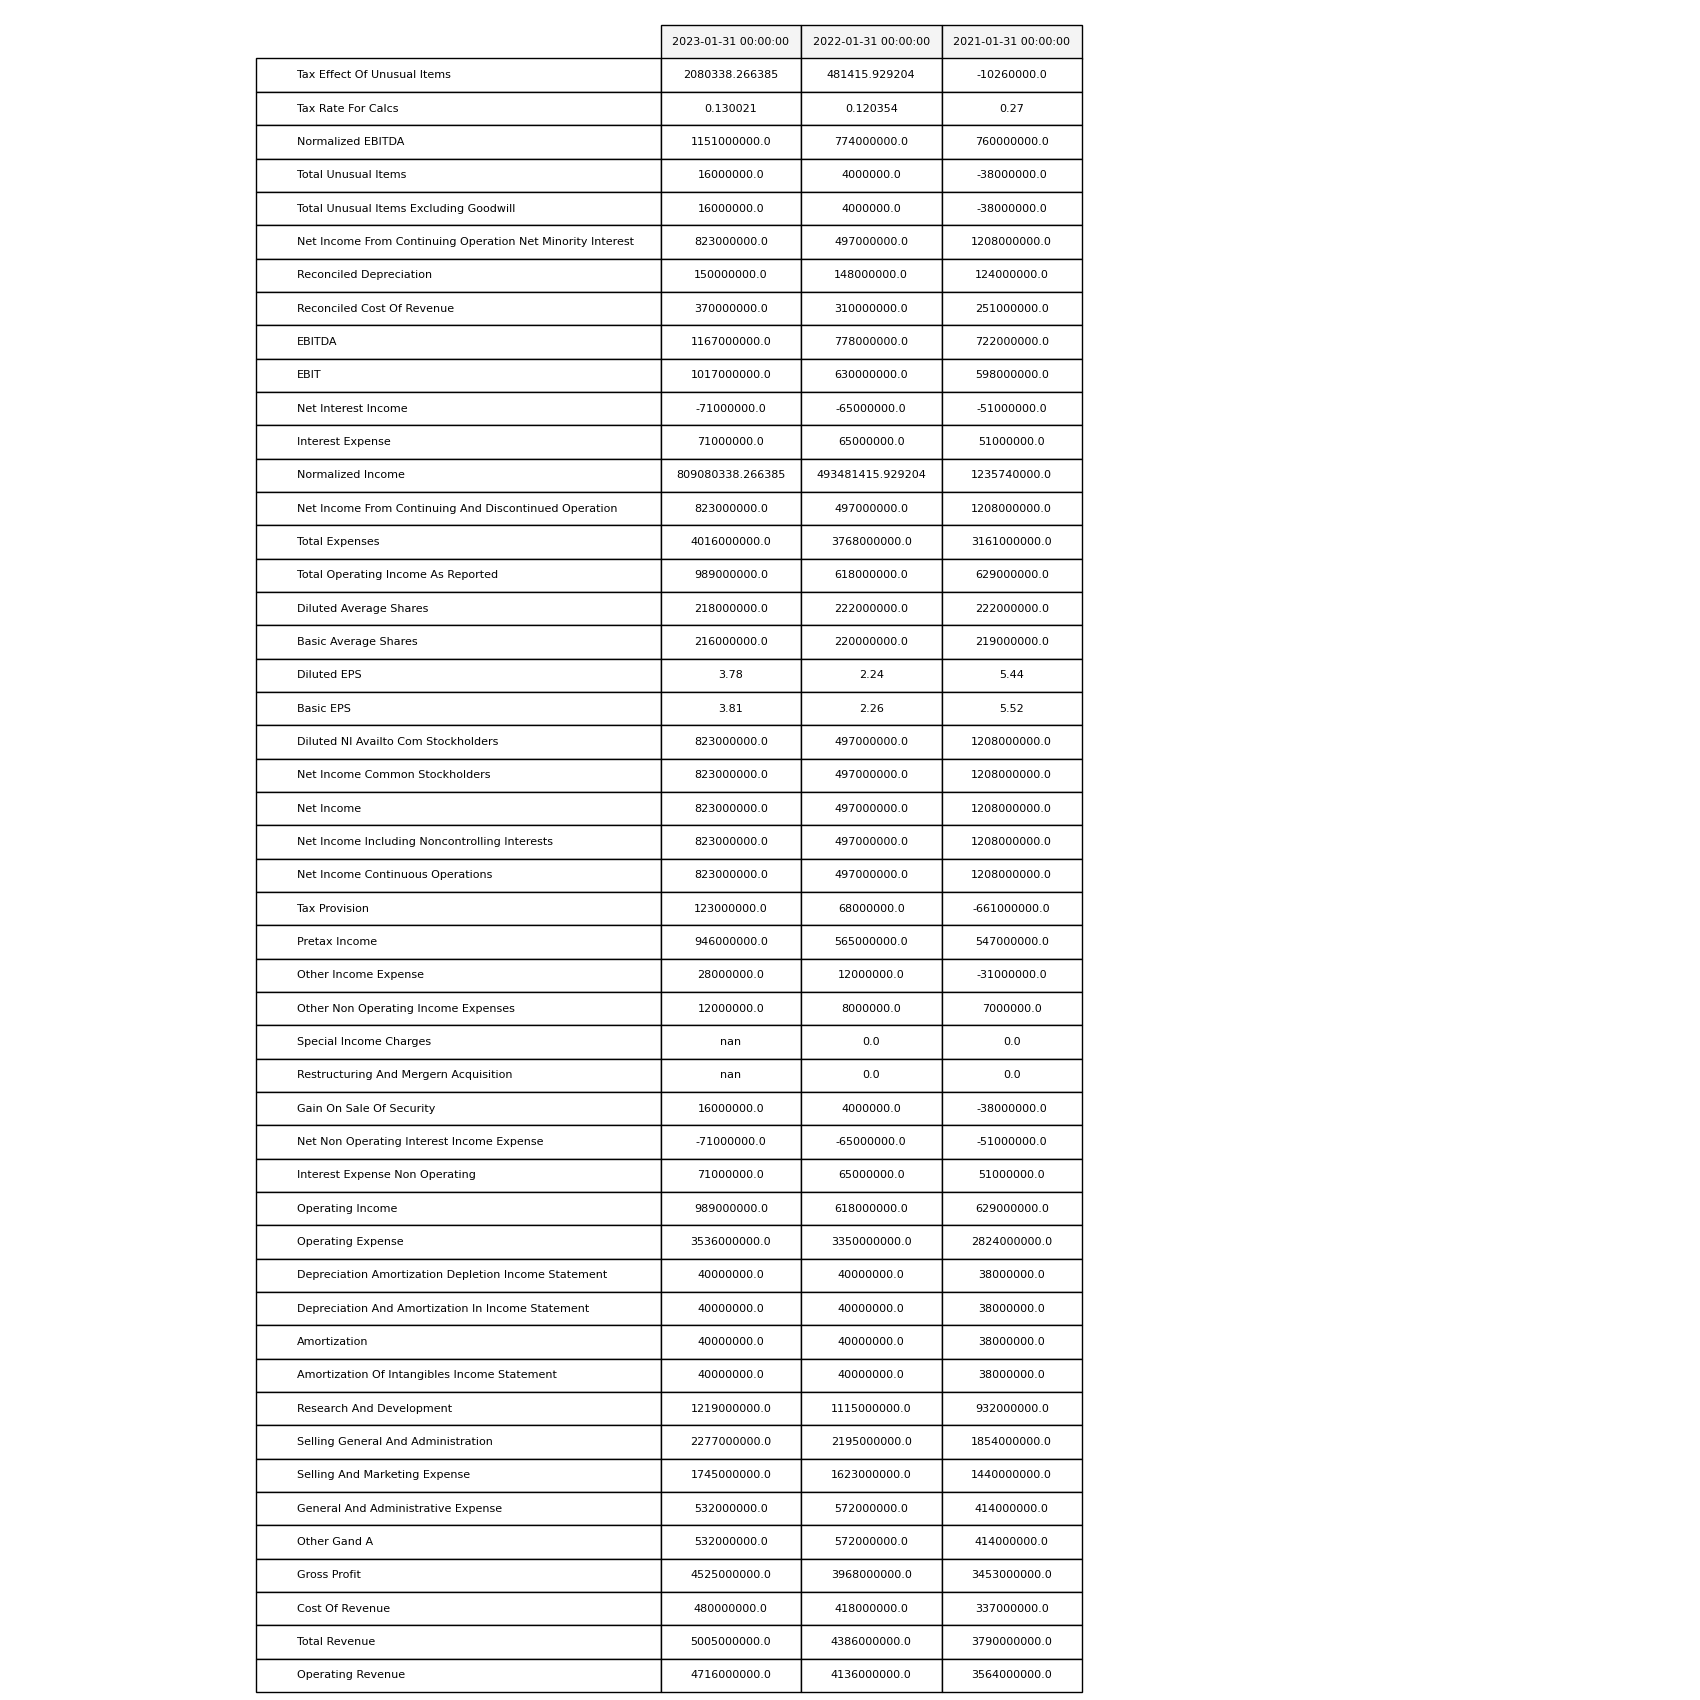 2023-01-31 00:00:00 2022-01-31 00:00:00 2021-01-31 00:00:00
Tax Effect Of Unusual Items 2080338.266385 481415.929204 -10260000.0
Tax Rate For Calcs 0.130021 0.120354 0.27
Normalized EBITDA 1151000000.0 774000000.0 760000000.0
Total Unusual Items 16000000.0 4000000.0 -38000000.0
Total Unusual Items Excluding Goodwill 16000000.0 4000000.0 -38000000.0
Net Income From Continuing Operation Net Minority Interest 823000000.0 497000000.0 1208000000.0
Reconciled Depreciation 150000000.0 148000000.0 124000000.0
Reconciled Cost Of Revenue 370000000.0 310000000.0 251000000.0
EBITDA 1167000000.0 778000000.0 722000000.0
EBIT 1017000000.0 630000000.0 598000000.0
Net Interest Income -71000000.0 -65000000.0 -51000000.0
Interest Expense 71000000.0 65000000.0 51000000.0
Normalized Income 809080338.266385 493481415.929204 1235740000.0
Net Income From Continuing And Discontinued Operation 823000000.0 497000000.0 1208000000.0
Total Expenses 4016000000.0 3768000000.0 3161000000.0
Total Operating Income As Reported 989000000.0 618000000.0 629000000.0
Diluted Average Shares 218000000.0 222000000.0 222000000.0
Basic Average Shares 216000000.0 220000000.0 219000000.0
Diluted EPS 3.78 2.24 5.44
Basic EPS 3.81 2.26 5.52
Diluted NI Availto Com Stockholders 823000000.0 497000000.0 1208000000.0
Net Income Common Stockholders 823000000.0 497000000.0 1208000000.0
Net Income 823000000.0 497000000.0 1208000000.0
Net Income Including Noncontrolling Interests 823000000.0 497000000.0 1208000000.0
Net Income Continuous Operations 823000000.0 497000000.0 1208000000.0
Tax Provision 123000000.0 68000000.0 -661000000.0
Pretax Income 946000000.0 565000000.0 547000000.0
Other Income Expense 28000000.0 12000000.0 -31000000.0
Other Non Operating Income Expenses 12000000.0 8000000.0 7000000.0
Special Income Charges nan 0.0 0.0
Restructuring And Mergern Acquisition nan 0.0 0.0
Gain On Sale Of Security 16000000.0 4000000.0 -38000000.0
Net Non Operating Interest Income Expense -71000000.0 -65000000.0 -51000000.0
Interest Expense Non Operating 71000000.0 65000000.0 51000000.0
Operating Income 989000000.0 618000000.0 629000000.0
Operating Expense 3536000000.0 3350000000.0 2824000000.0
Depreciation Amortization Depletion Income Statement 40000000.0 40000000.0 38000000.0
Depreciation And Amortization In Income Statement 40000000.0 40000000.0 38000000.0
Amortization 40000000.0 40000000.0 38000000.0
Amortization Of Intangibles Income Statement 40000000.0 40000000.0 38000000.0
Research And Development 1219000000.0 1115000000.0 932000000.0
Selling General And Administration 2277000000.0 2195000000.0 1854000000.0
Selling And Marketing Expense 1745000000.0 1623000000.0 1440000000.0
General And Administrative Expense 532000000.0 572000000.0 414000000.0
Other Gand A 532000000.0 572000000.0 414000000.0
Gross Profit 4525000000.0 3968000000.0 3453000000.0
Cost Of Revenue 480000000.0 418000000.0 337000000.0
Total Revenue 5005000000.0 4386000000.0 3790000000.0
Operating Revenue 4716000000.0 4136000000.0 3564000000.0